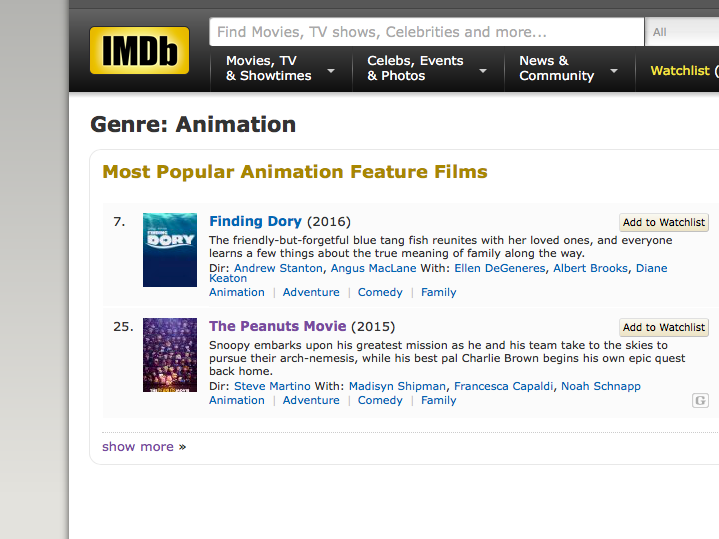 IMDb
Find Movies, TV shows, Celebrities and more...
All
Movies, TV
& Showtimes
Celebs, Events
& Photos
News &
Community
Watchlist (
Genre: Animation
Most Popular Animation Feature Films
7.
FINDING
DORY
Finding Dory (2016)
Add to Watchlist
The friendly-but-forgetful blue tang fish reunites with her loved ones, and everyone
learns a few things about the true meaning of family along the way.
Dir: Andrew Stanton, Angus MacLane With: Ellen DeGeneres, Albert Brooks, Diane
Keaton
Animation | Adventure | Comedy | Family
25.
The Peanuts Movie (2015)
Add to Watchlist
Snoopy embarks upon his greatest mission as he and his team take to the skies to
pursue their arch-nemesis, while his best pal Charlie Brown begins his own epic quest
back home.
Dir: Steve Martino With: Madisyn Shipman, Francesca Capaldi, Noah Schnapp
Animation | Adventure | Comedy | Family
G
show more »